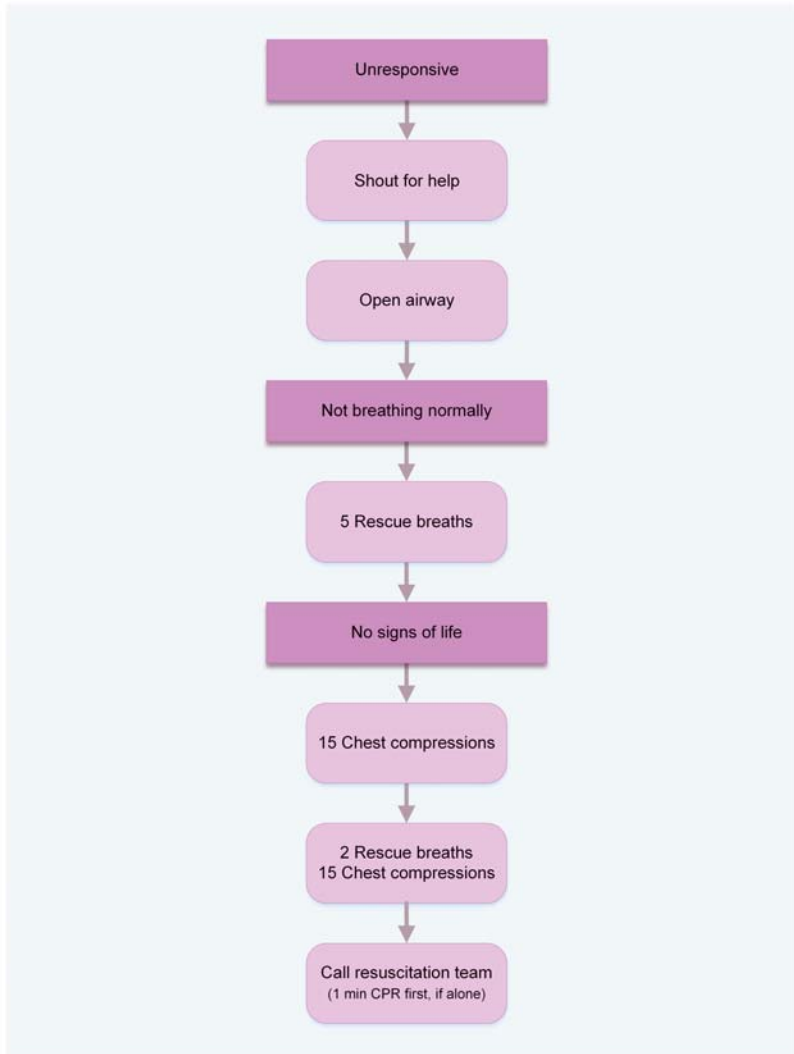 Unresponsive
Shout for help
Open airway
Not breathing normally
5 Rescue breaths
No signs of life
15 Chest compressions
2 Rescue breaths
15 Chest compressions
Call resuscitation team
(1 min CPR first, if alone)